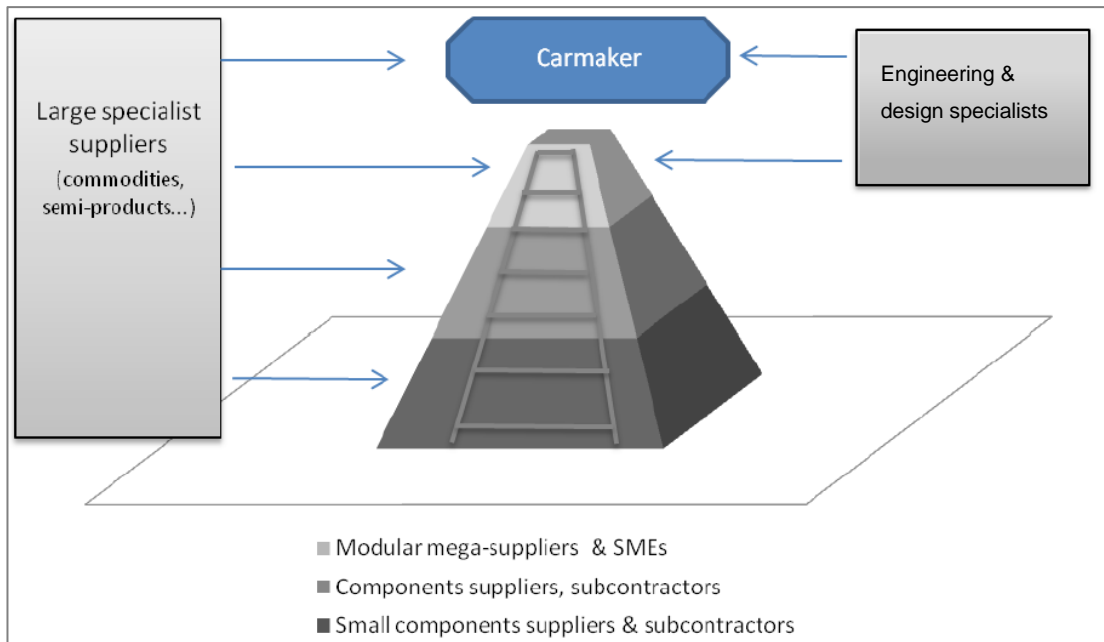 Large specialist
suppliers
(commodities,
semi-products...)
Carmaker
Engineering &
design specialists
Modular mega-suppliers & SMEs
Components suppliers, subcontractors
Small components suppliers & subcontractors